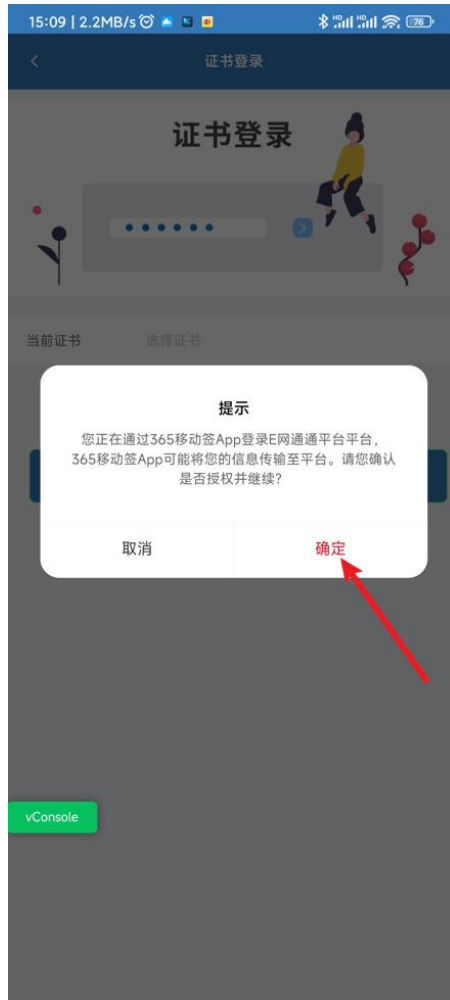 15:09 | 2.2MB/s
76
证书登录
证书登录
当前证书 选择证书
提示
您正在通过365移动签App登录E网通通平台平台，
365移动签App可能将您的信息传输至平台。请您确认
是否授权并继续?
取消 确定
vConsole